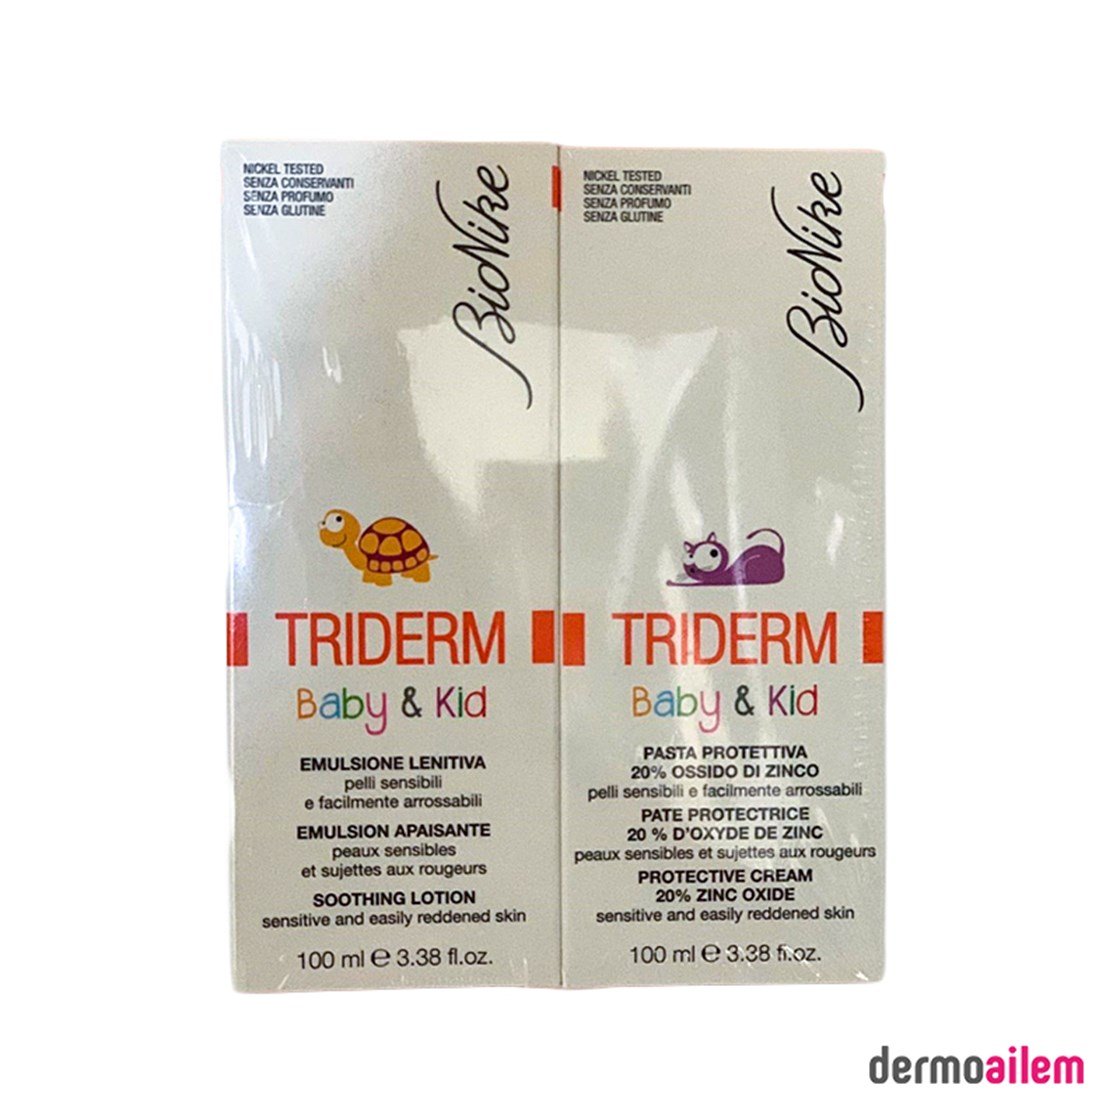 NICKEL TESTED
SENZA CONSERVANTI
SENZA PROFUMO
SENZA GLUTINE
BioNike
TRIDERM
Baby & Kid
EMULSIONE LENITIVA
pelli sensibili
e facilmente arrossabili
EMULSION APAISANTE
peaux sensibles
et sujettes aux rougeurs
SOOTHING LOTION
sensitive and easily reddened skin
100 ml ℮ 3.38 fl.oz.
NICKEL TESTED
SENZA CONSERVANTI
SENZA PROFUMO
SENZA GLUTINE
BioNike
TRIDERM
Baby & Kid
PASTA PROTETTIVA
20% OSSIDO DI ZINCO
pelli sensibili e facilmente arrossabili
PATE PROTECTRICE
20 % D'OXYDE DE ZINC
peaux sensibles et sujettes aux rougeurs
PROTECTIVE CREAM
20% ZINC OXIDE
sensitive and easily reddened skin
100 ml ℮ 3.38 fl.oz.
dermoailem